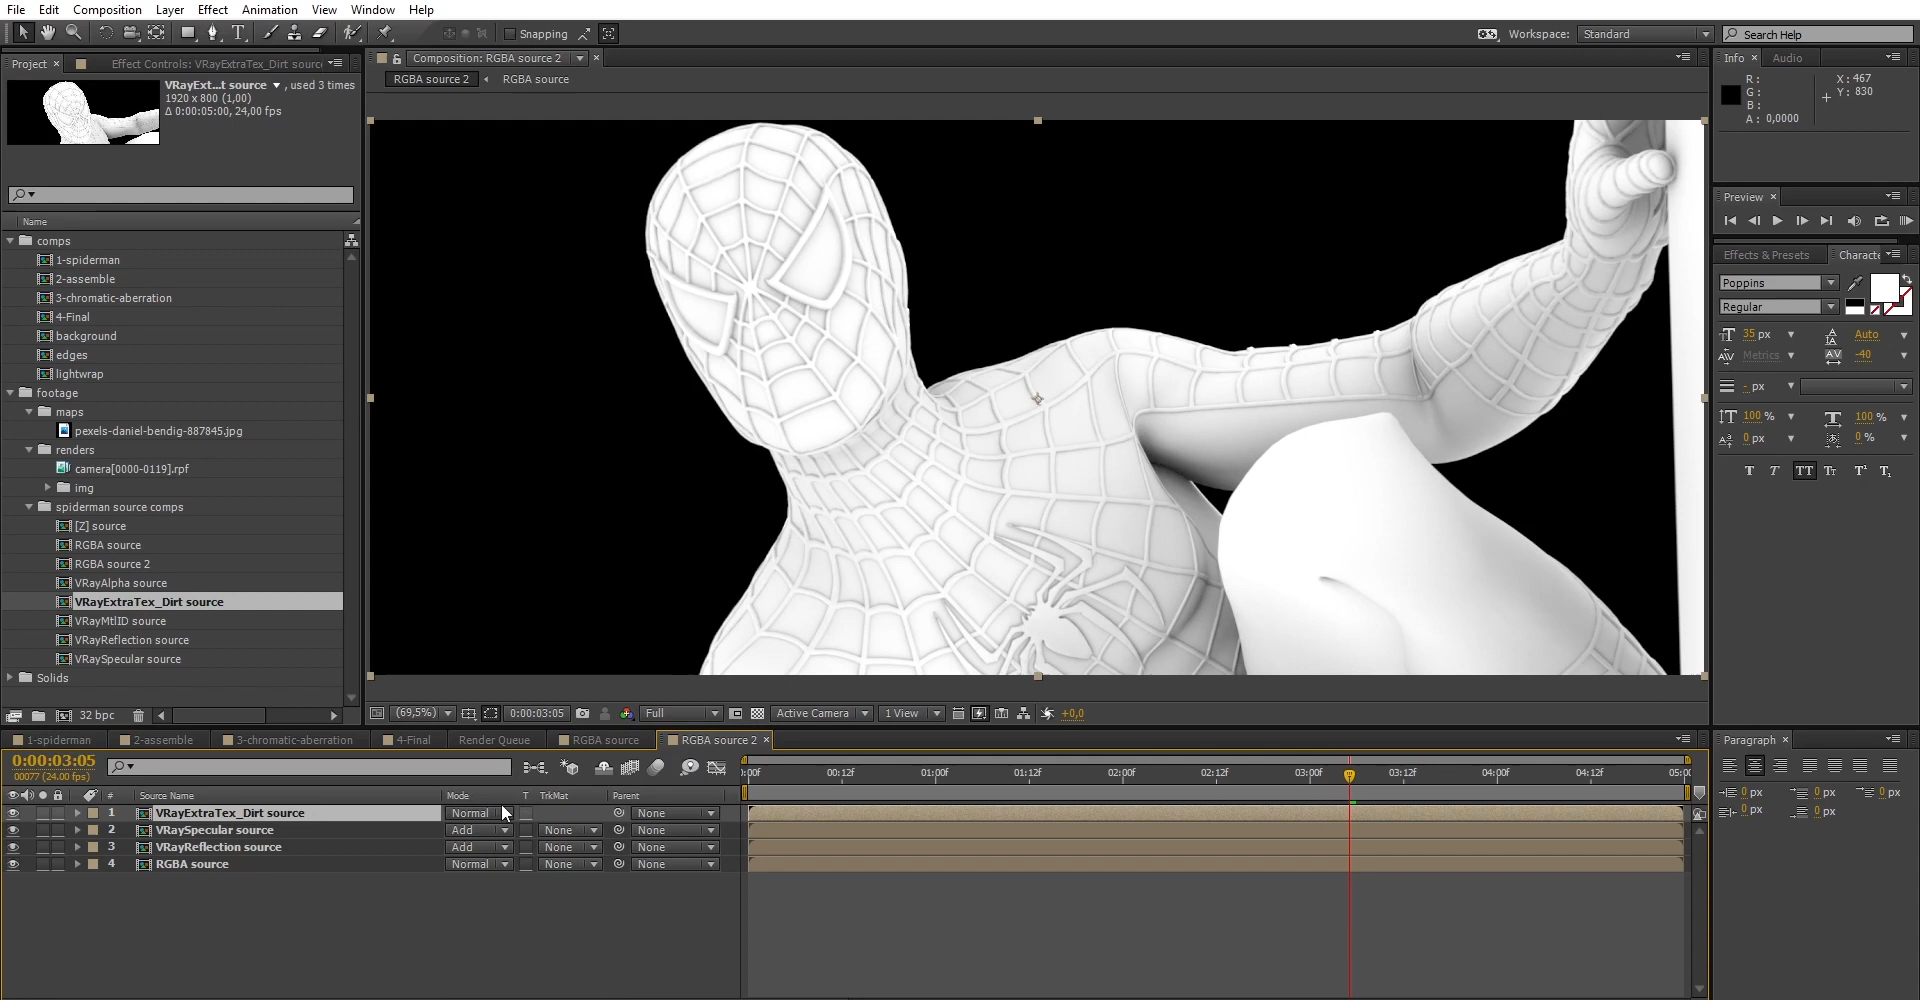 File Edit Composition Layer Effect Animation View Window Help
Snapping Workspace: Standard Search Help
Project × Effect Controls: VRayExtraTex_Dirt sourc
VRayExt...t source ▼ , used 3 times
1920 x 800 (1,00)
Δ 0:00:05:00, 24,00 fps
Name
comps
1-spiderman
2-assemble
3-chromatic-aberration
4-Final
background
edges
lightwrap
footage
maps
pexels-daniel-bendig-887845.jpg
renders
camera[0000-0119].rpf
img
spiderman source comps
[Z] source
RGBA source
RGBA source 2
VRayAlpha source
VRayExtraTex_Dirt source
VRayMtlID source
VRayReflection source
VRaySpecular source
Solids
32 bpc
Composition: RGBA source 2
RGBA source 2 RGBA source
(69,5%) 0:00:03:05 Full Active Camera 1 View +0,0
Info × Audio
R :
G :
B :
A : 0,0000
X : 467
Y : 830
Preview ×
Effects & Presets Characte
Poppins
Regular
35 px Auto
Metrics -40
- px
100 % 100 %
0 px 0 %
T T TT Tт T¹ T₁
Paragraph ×
0 px 0 px 0 px
0 px 0 px
1-spiderman 2-assemble 3-chromatic-aberration 4-Final Render Queue RGBA source RGBA source 2 ×
0:00:03:05
00077 (24.00 fps)
:00f 00:12f 01:00f 01:12f 02:00f 02:12f 03:00f 03:12f 04:00f 04:12f 05:00
# Source Name Mode T TrkMat Parent
1 VRayExtraTex_Dirt source Normal None
2 VRaySpecular source Add None None
3 VRayReflection source Add None None
4 RGBA source Normal None None